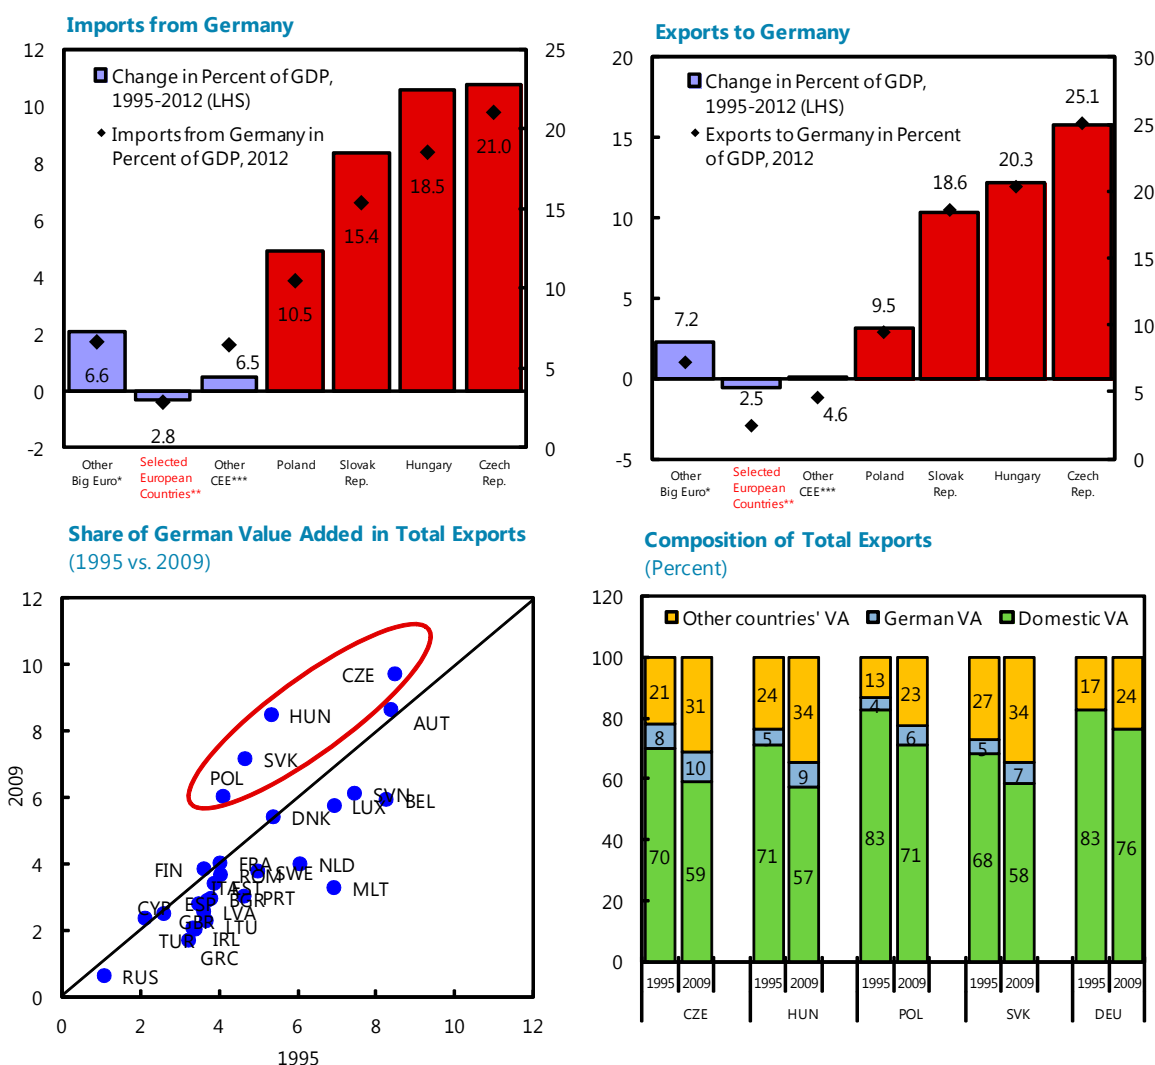 Imports from Germany
12
10
8
6
4
2
0
-2
25
20
15
10
5
0
Change in Percent of GDP,
1995-2012 (LHS)
Imports from Germany in
Percent of GDP, 2012
6.6
2.8
6.5
10.5
15.4
18.5
21.0
Other
Big Euro*
Selected
European
Countries**
Other
CEE***
Poland
Slovak
Rep.
Hungary
Czech
Rep.
Exports to Germany
20
15
10
5
0
-5
30
25
20
15
10
5
0
Change in Percent of GDP,
1995-2012 (LHS)
Exports to Germany in Percent
of GDP, 2012
7.2
2.5
4.6
9.5
18.6
20.3
25.1
Other
Big Euro*
Selected
European
Countries**
Other
CEE***
Poland
Slovak
Rep.
Hungary
Czech
Rep.
Share of German Value Added in Total Exports
(1995 vs. 2009)
12
10
8
6
4
2
0
2009
CZE
HUN
AUT
SVK
POL
SVN
BEL
LUX
DNK
FIN
FRA
NLD
SWE
ROM
ITA
EST
MLT
PRT
BGR
ESP
CYP
LVA
GBR
LTU
TUR
IRL
GRC
RUS
0 2 4 6 8 10 12
1995
Composition of Total Exports
(Percent)
120
100
80
60
40
20
0
Other countries' VA
German VA
Domestic VA
21
8
70
31
10
59
24
5
71
34
9
57
13
4
83
23
6
71
27
5
68
34
7
58
17
83
24
76
1995 2009 1995 2009 1995 2009 1995 2009 1995 2009
CZE HUN POL SVK DEU